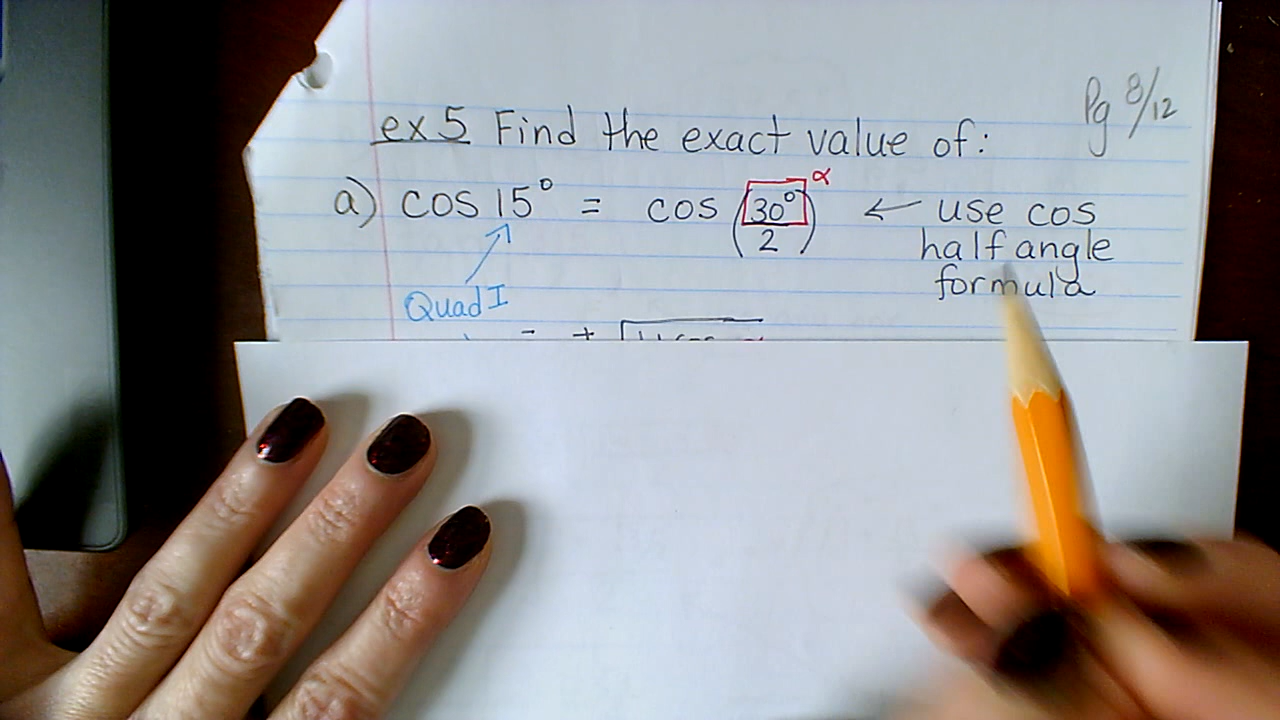 Pg 8/12
ex 5 Find the exact value of:
a) cos 15° = cos (30°/2) α ← use cos
half angle
formula
Quad I